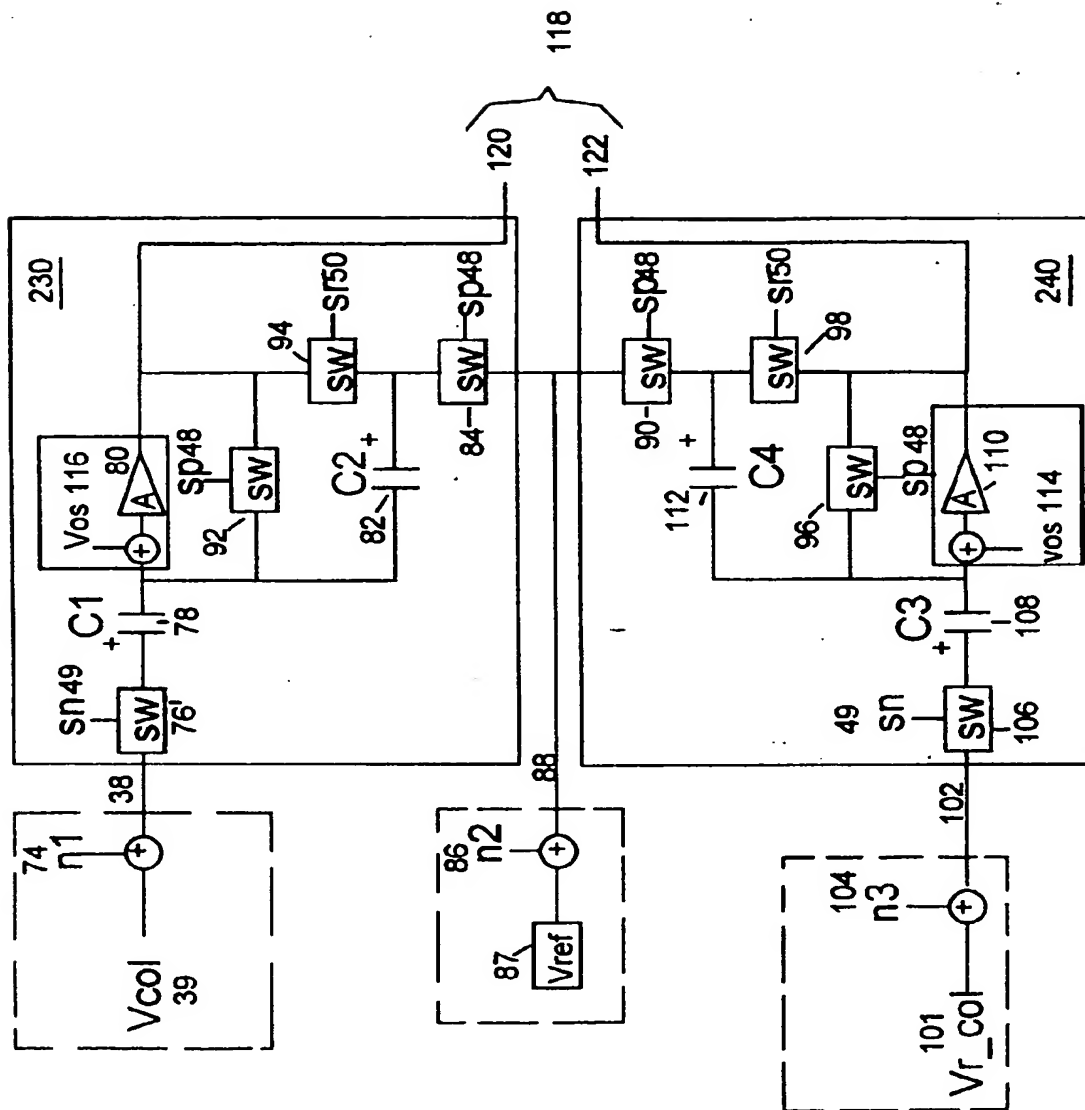 118
120
122
230
Vos 116
80
A
sp48
SW
92
94
SW
sr50
C2
+
82
sp48
SW
84
C1
+
78
sn49
SW
76'
38
74
n1
+
Vcol
39
88
86
n2
+
87
Vref
240
sp48
SW
90
sr50
SW
98
+
C4
112
96
SW
sp48
A
110
vos 114
C3
+
108
49
sn
SW
106
102
104
n3
+
101
Vr_col